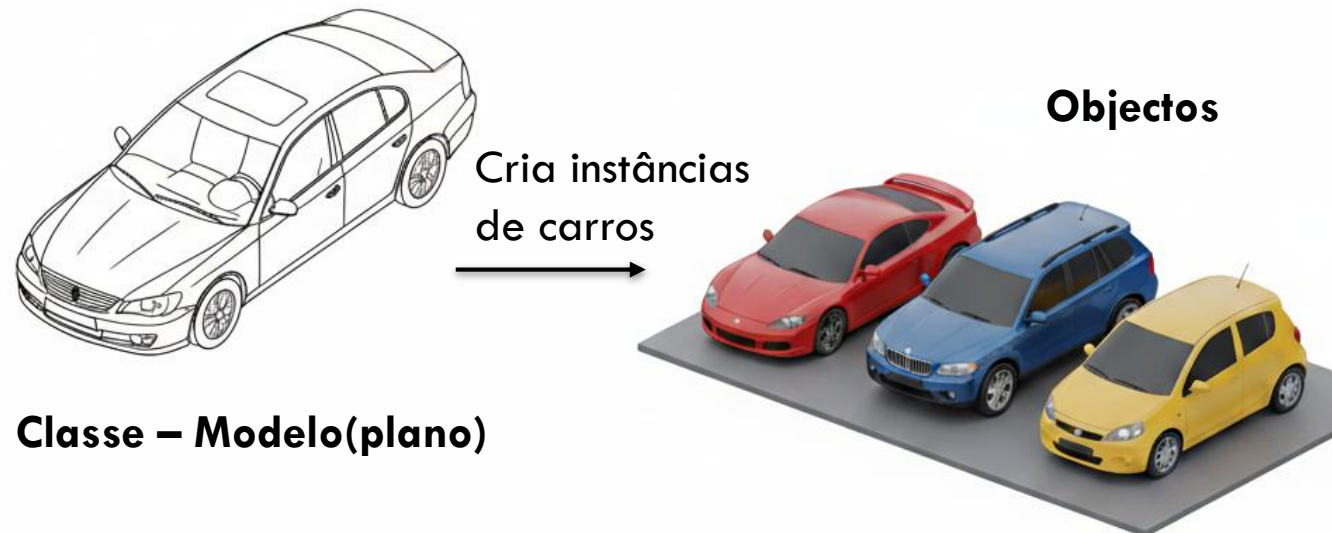 Objectos
Cria instâncias
de carros
Classe – Modelo(plano)